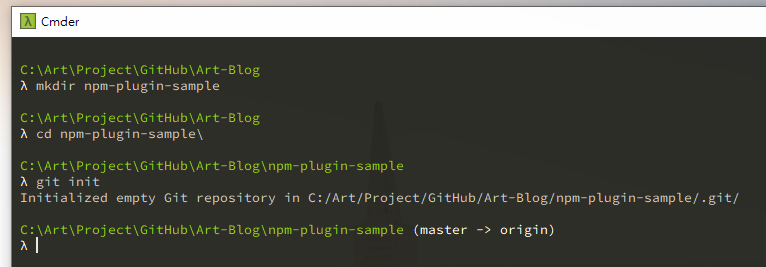 λ Cmder
C:\Art\Project\GitHub\Art-Blog
λ mkdir npm-plugin-sample
C:\Art\Project\GitHub\Art-Blog
λ cd npm-plugin-sample\
C:\Art\Project\GitHub\Art-Blog\npm-plugin-sample
λ git init
Initialized empty Git repository in C:/Art/Project/GitHub/Art-Blog/npm-plugin-sample/.git/
C:\Art\Project\GitHub\Art-Blog\npm-plugin-sample (master -> origin)
λ